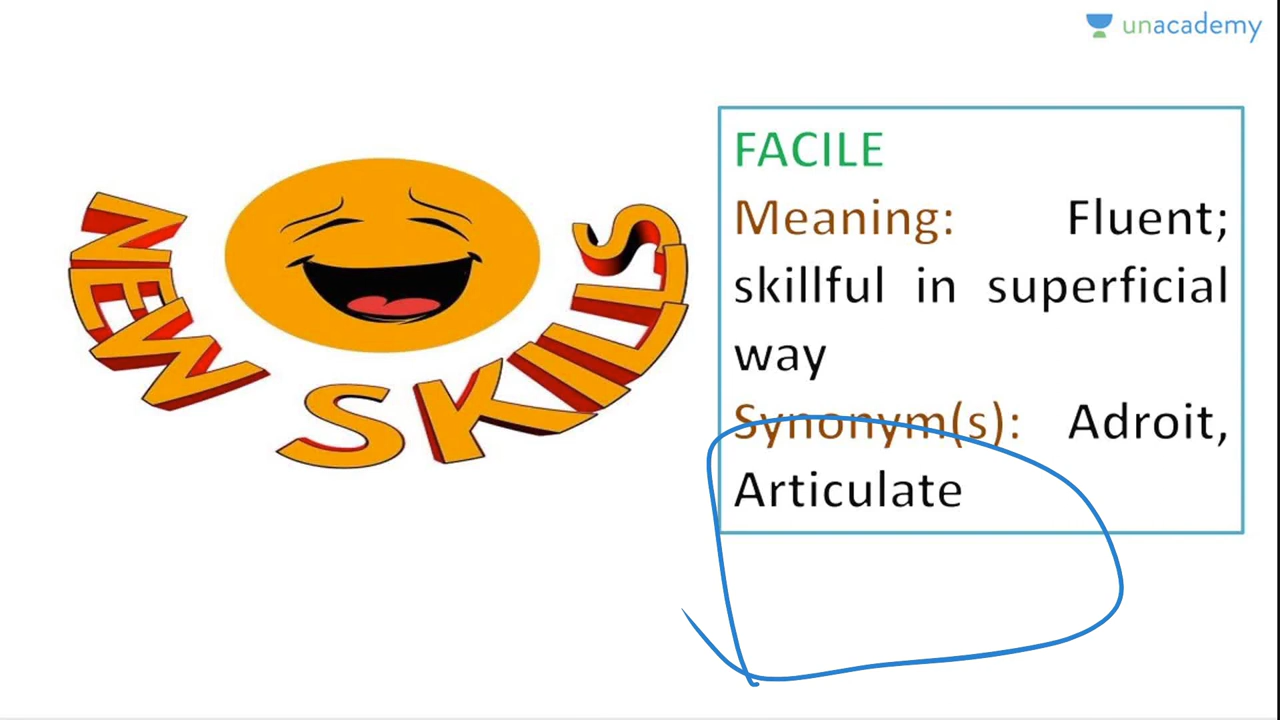 unacademy
NEW SKILLS
FACILE
Meaning: Fluent;
skillful in superficial
way
Synonym(s): Adroit,
Articulate